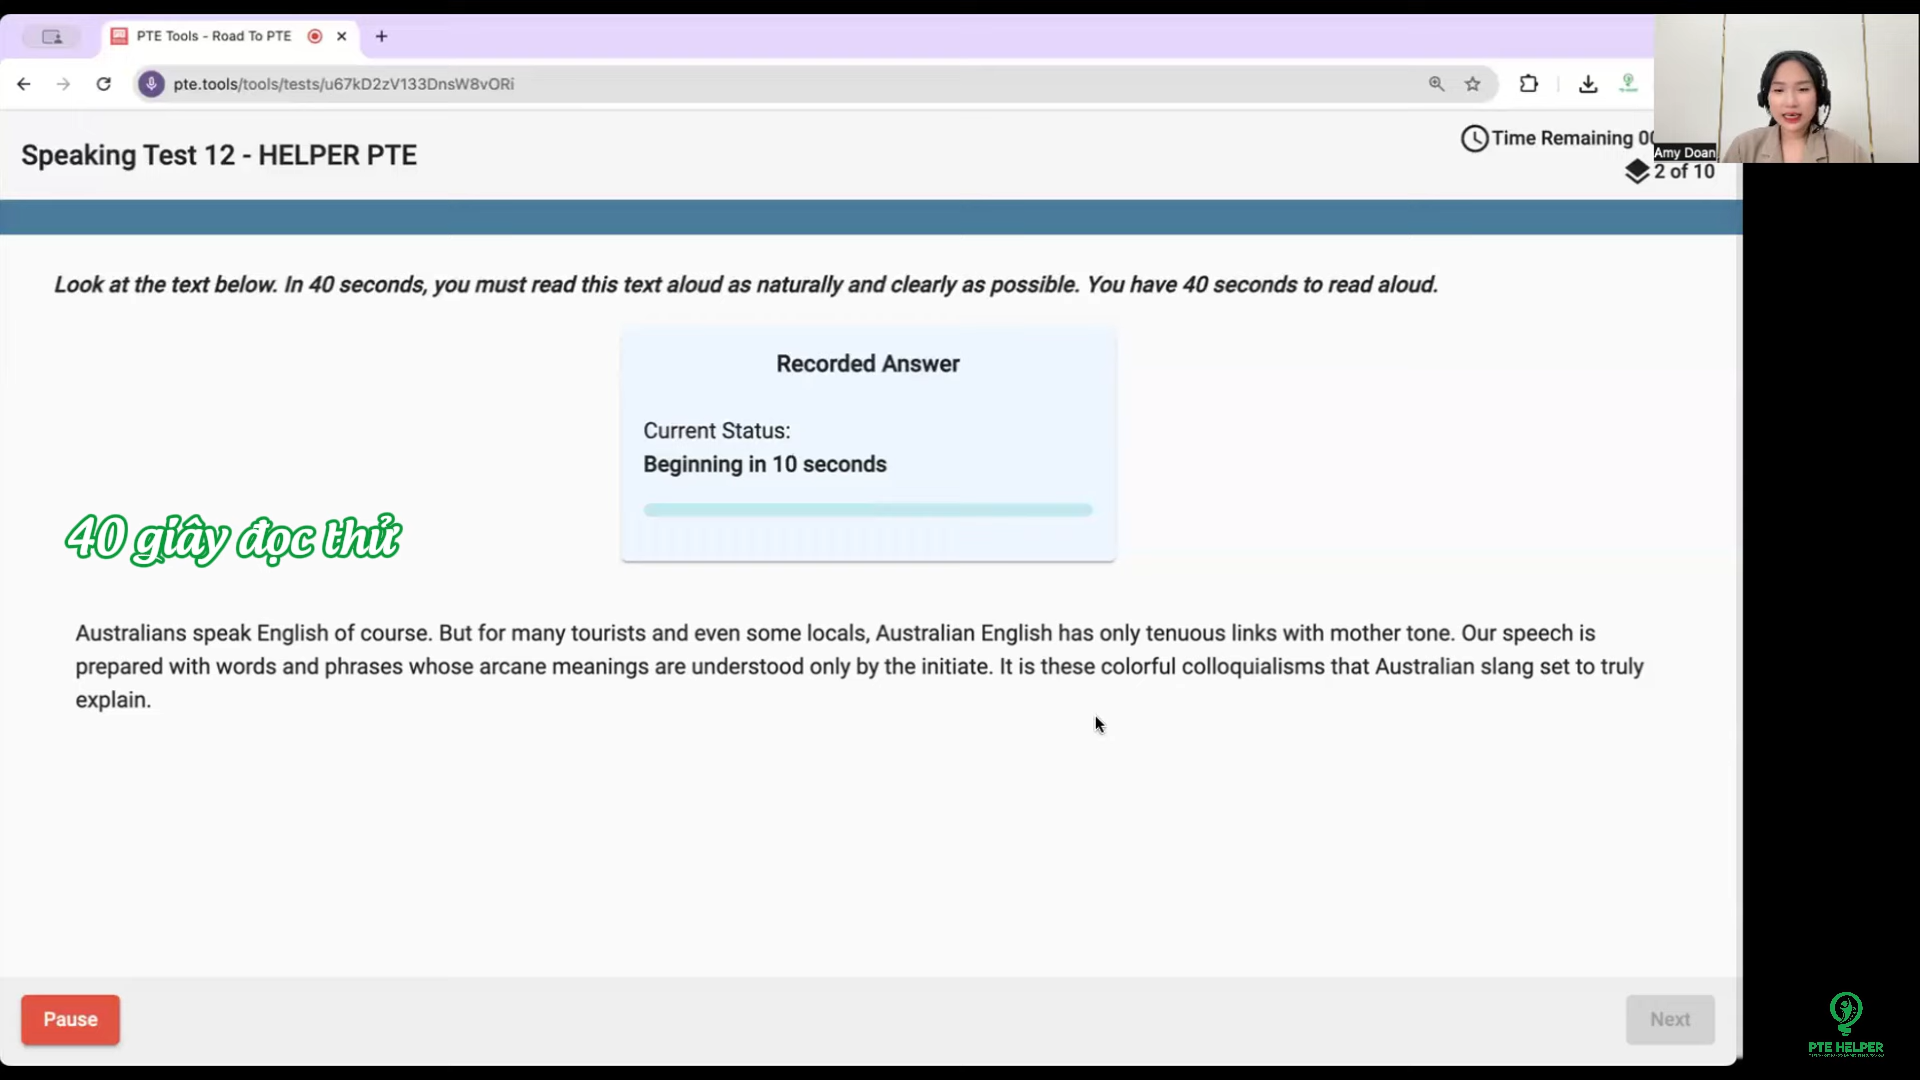 PTE Tools - Road To PTE
pte.tools/tools/tests/u67kD2zV133DnsW8vORi
Speaking Test 12 - HELPER PTE
Time Remaining 00
2 of 10
Amy Doan
Look at the text below. In 40 seconds, you must read this text aloud as naturally and clearly as possible. You have 40 seconds to read aloud.
Recorded Answer
Current Status:
Beginning in 10 seconds
40 giây đọc thử
Australians speak English of course. But for many tourists and even some locals, Australian English has only tenuous links with mother tone. Our speech is
prepared with words and phrases whose arcane meanings are understood only by the initiate. It is these colorful colloquialisms that Australian slang set to truly
explain.
Pause
Next
PTE HELPER